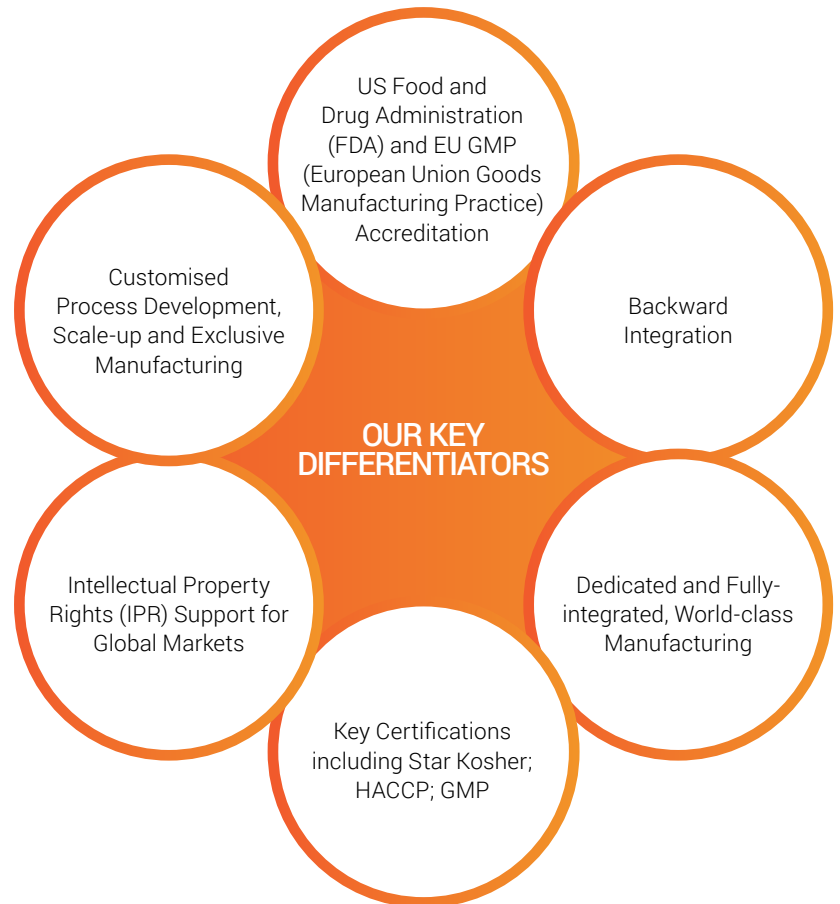 US Food and
Drug Administration
(FDA) and EU GMP
(European Union Goods
Manufacturing Practice)
Accreditation
Customised
Process Development,
Scale-up and Exclusive
Manufacturing
Backward
Integration
OUR KEY
DIFFERENTIATORS
Intellectual Property
Rights (IPR) Support for
Global Markets
Dedicated and Fully-
integrated, World-class
Manufacturing
Key Certifications
including Star Kosher;
HACCP; GMP